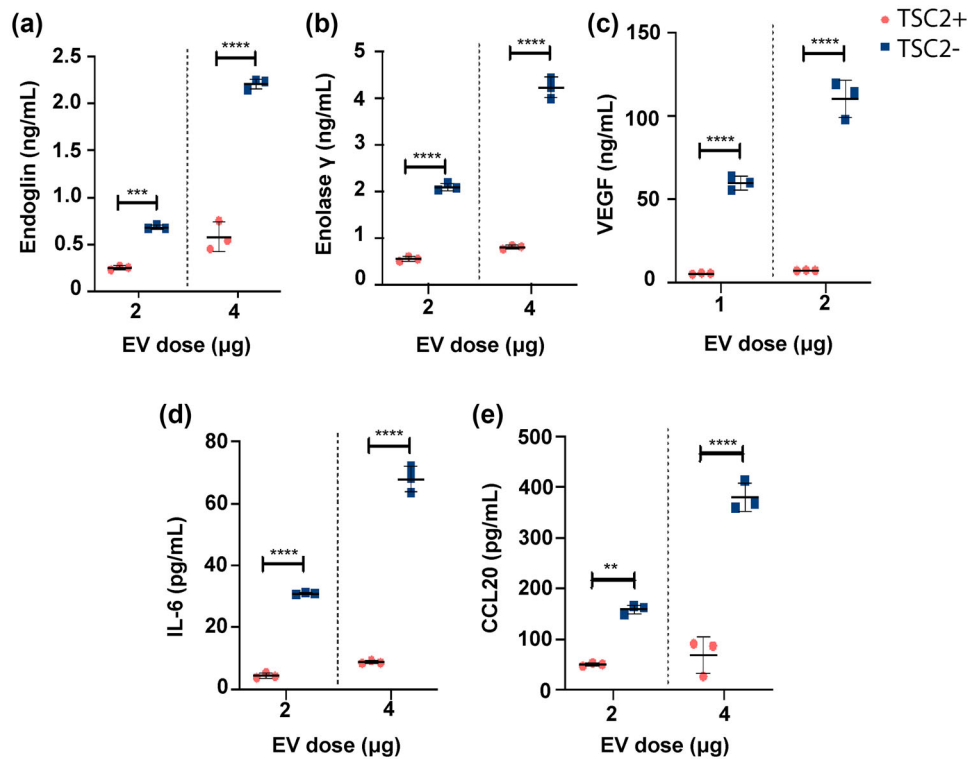 (a)
(b)
(c)
TSC2+
TSC2-
Endoglin (ng/mL)
2.5
2.0
1.5
1.0
0.5
0.0
***
****
2
4
EV dose (μg)
Enolase γ (ng/mL)
5
4
3
2
1
0
****
****
2
4
EV dose (μg)
VEGF (ng/mL)
150
100
50
0
****
****
1
2
EV dose (μg)
(d)
(e)
IL-6 (pg/mL)
80
60
40
20
0
****
****
2
4
EV dose (μg)
CCL20 (pg/mL)
500
400
300
200
100
0
**
****
2
4
EV dose (μg)